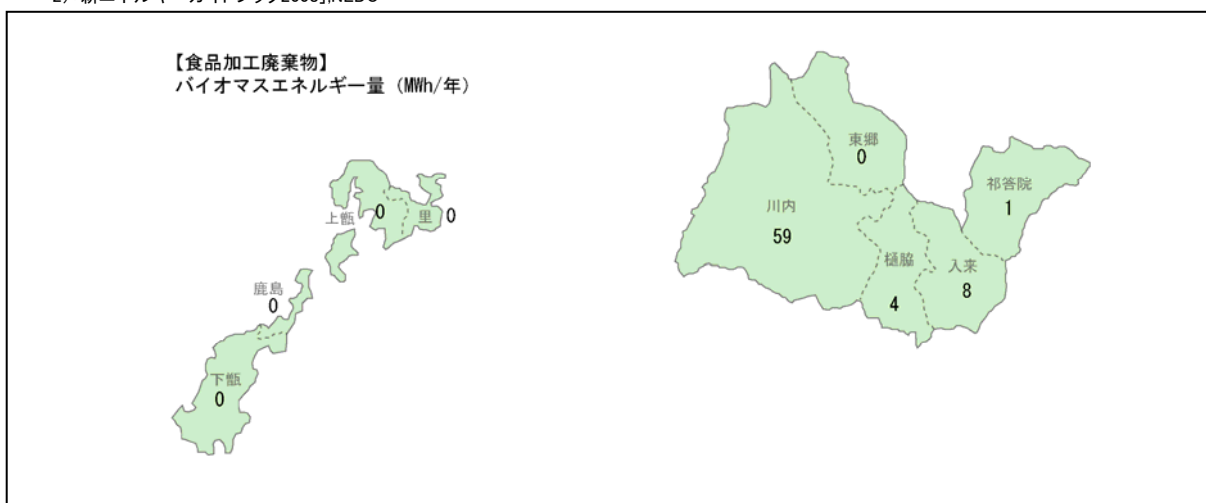 【食品加工廃棄物】
バイオマスエネルギー量（MWh/年）
東郷
0
祁答院
1
川内
59
樋脇
4
入来
8
上甑
0
里 0
鹿島
0
下甑
0